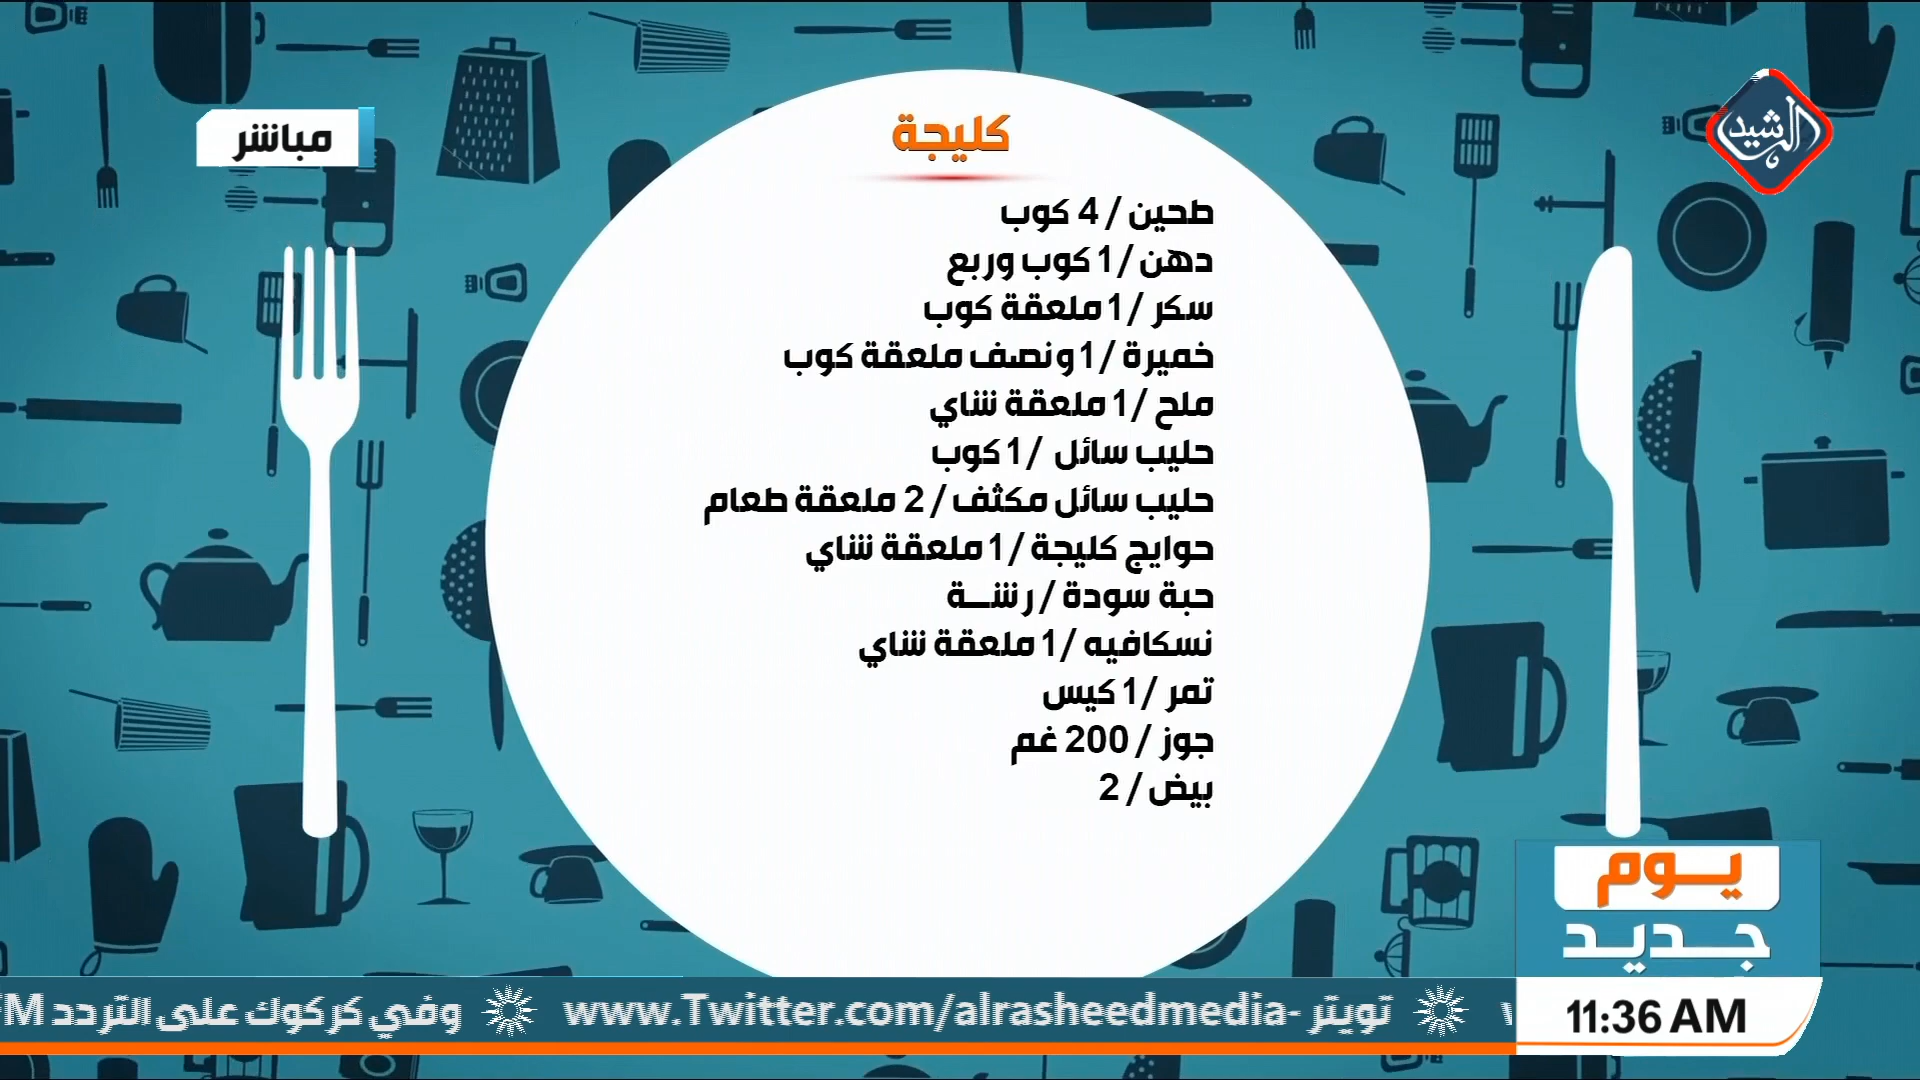 مباشر
الرشيد
كليجة
طحين / 4 كوب
دهن / 1 كوب وربع
سكر / 1 ملعقة كوب
خميرة / 1 ونصف ملعقة كوب
ملح / 1 ملعقة شاي
حليب سائل / 1 كوب
حليب سائل مكثف / 2 ملعقة طعام
حوايج كليجة / 1 ملعقة شاي
حبة سودة / رشـــة
نسكافيه / 1 ملعقة شاي
تمر / 1 كيس
جوز / 200 غم
بيض / 2
يـــوم
جـــديــد
تويتر -www.Twitter.com/alrasheedmedia وفي كركوك على التردد
11:36 AM